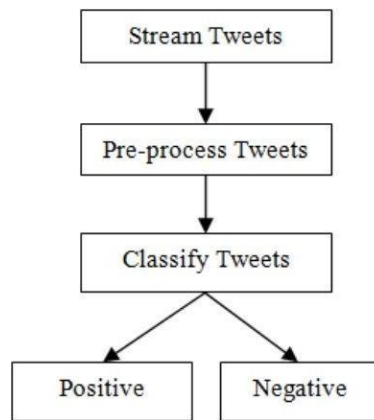 Stream Tweets
Pre-process Tweets
Classify Tweets
Positive
Negative